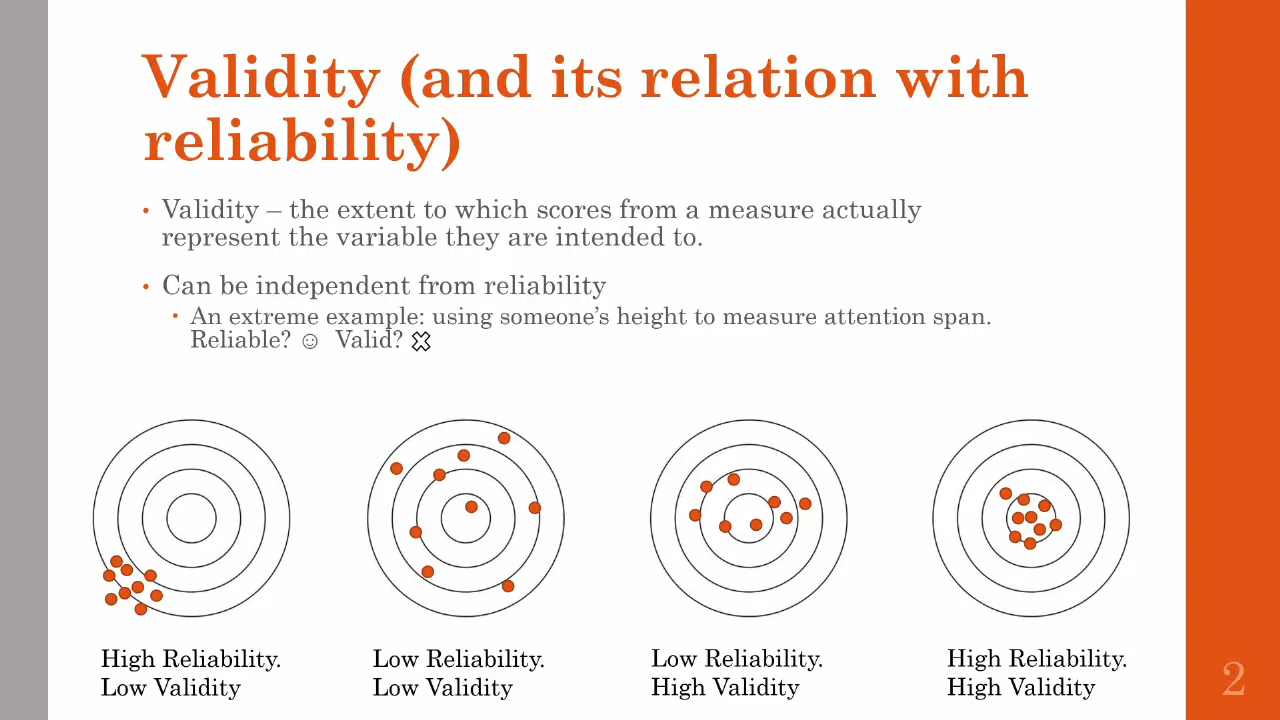 Validity (and its relation with
reliability)
• Validity – the extent to which scores from a measure actually
represent the variable they are intended to.
• Can be independent from reliability
• An extreme example: using someone’s height to measure attention span.
Reliable? ☺ Valid? ✖
High Reliability.
Low Validity
Low Reliability.
Low Validity
Low Reliability.
High Validity
High Reliability.
High Validity
2